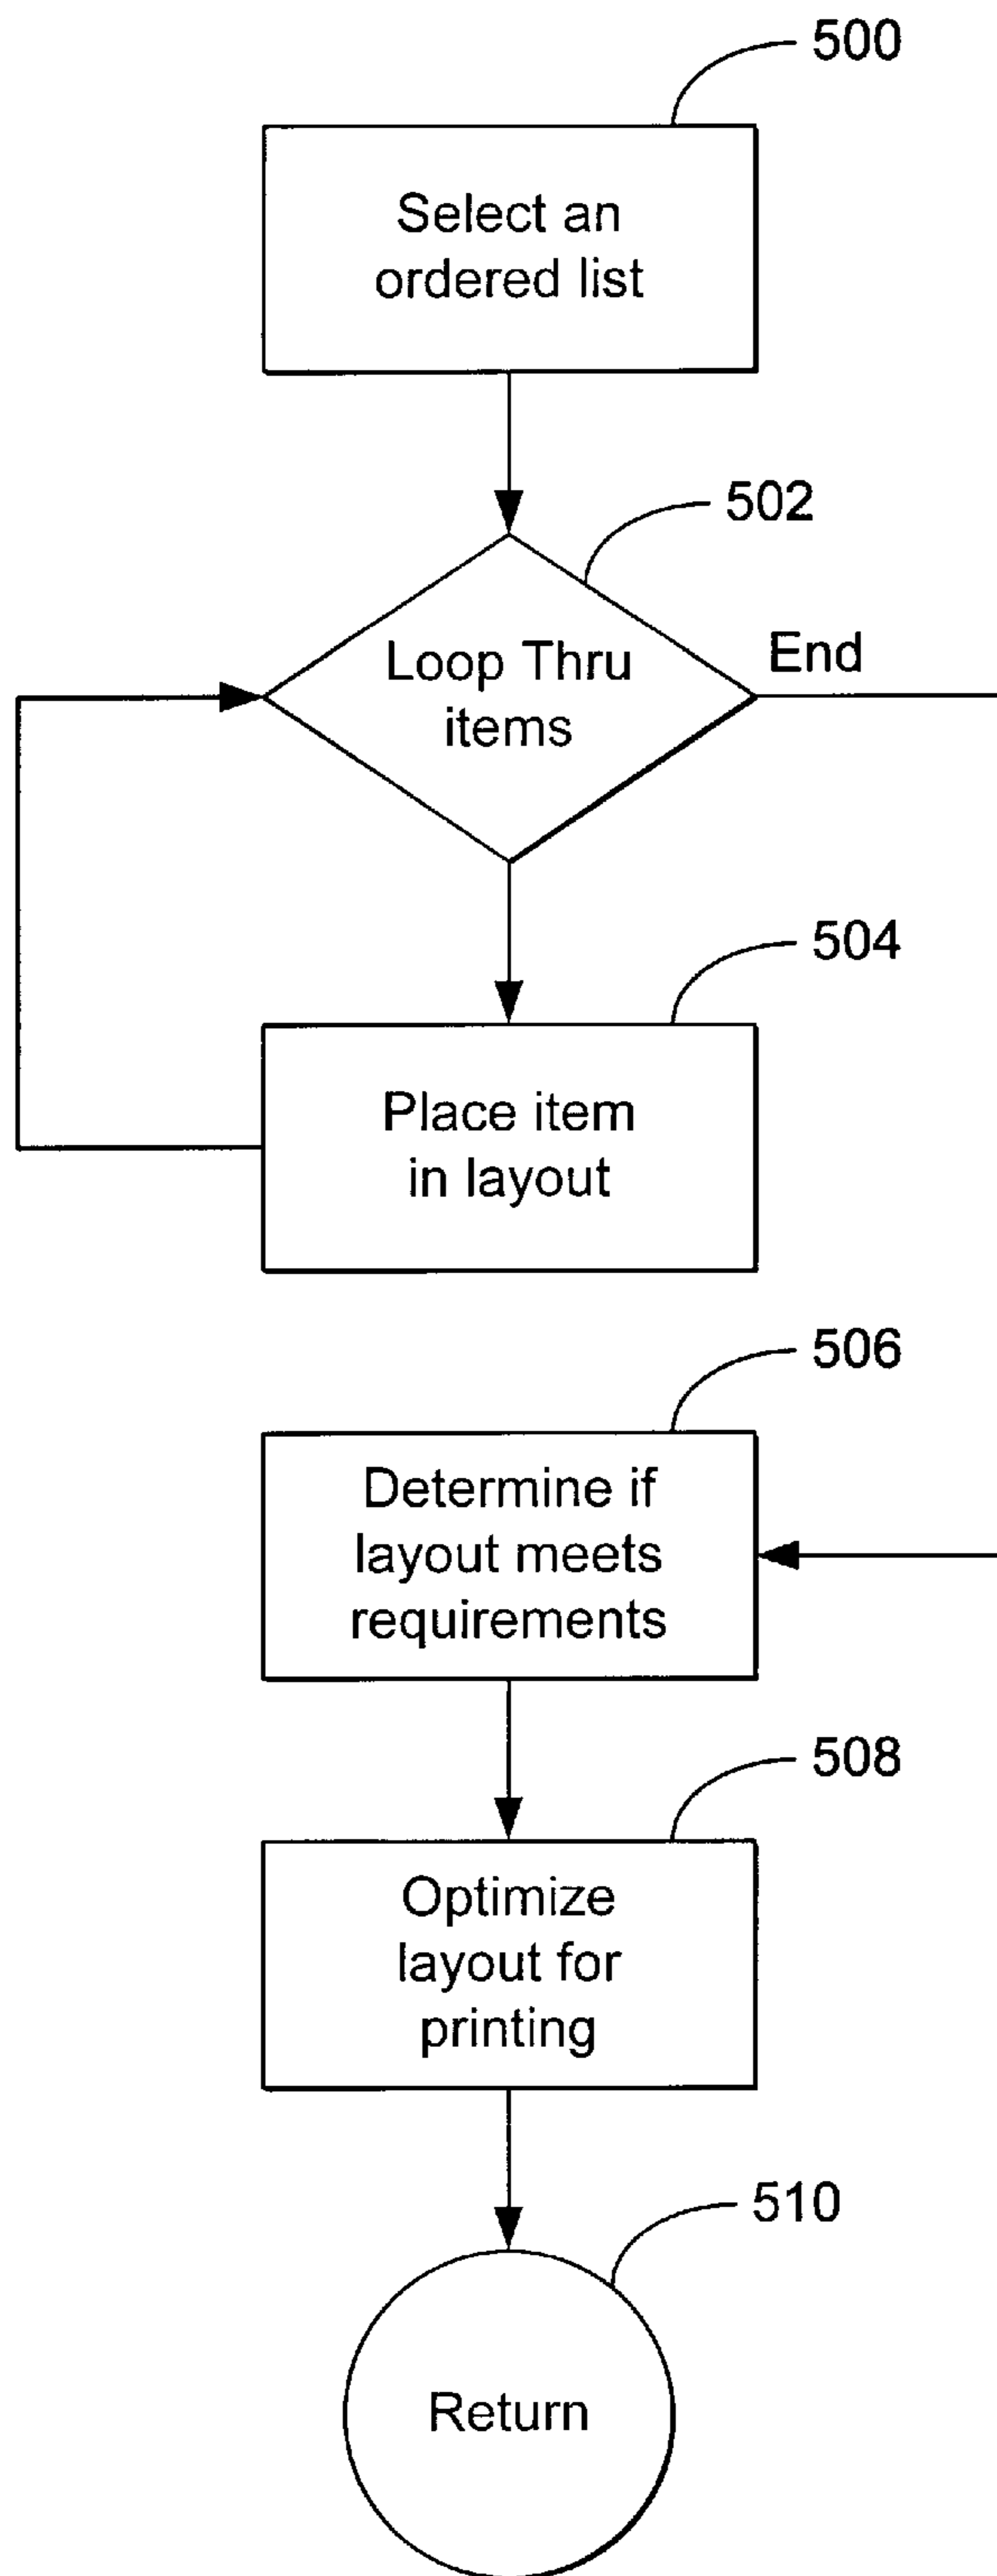 500
Select an
ordered list
502
Loop Thru
items
End
504
Place item
in layout
506
Determine if
layout meets
requirements
508
Optimize
layout for
printing
510
Return